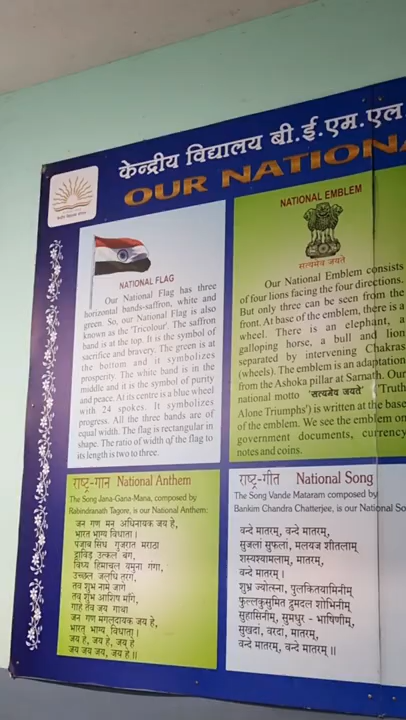 केन्द्रीय विद्यालय बी.ई.एम.एल
OUR NATIONA
NATIONAL FLAG
Our National Flag has three
horizontal bands-saffron, white and
green. So, our National Flag is also
known as the 'Tricolour'. The saffron
band is at the top. It is the symbol of
sacrifice and bravery. The green is at
the bottom and it symbolizes
prosperity. The white band is in the
middle and it is the symbol of purity
and peace. At its centre is a blue wheel
with 24 spokes. It symbolizes
progress. All the three bands are of
equal width. The flag is rectangular in
shape. The ratio of width of the flag to
its length is two to three.
NATIONAL EMBLEM
सत्यमेव जयते
Our National Emblem consists
of four lions facing the four directions.
But only three can be seen from the
front. At base of the emblem, there is a
wheel. There is an elephant, a
galloping horse, a bull and lion
separated by intervening Chakras
(wheels). The emblem is an adaptation
from the Ashoka pillar at Sarnath. Our
national motto 'सत्यमेव जयते' 'Truth
Alone Triumphs') is written at the base
of the emblem. We see the emblem on
government documents, currency
notes and coins.
राष्ट्र-गान National Anthem
The Song Jana-Gana-Mana, composed by
Rabindranath Tagore, is our National Anthem:
जन गण मन अधिनायक जय हे,
भारत भाग्य विधाता।
पंजाब सिंध गुजरात मराठा
द्राविड़ उत्कल बंग,
विंध्य हिमाचल यमुना गंगा,
उच्छल जलधि तरंग,
तव शुभ नामे जागे
तव शुभ आशिष मांगे,
गाहे तव जय गाथा
जन गण मंगलदायक जय हे,
भारत भाग्य विधाता।
जय हे, जय हे, जय हे
जय जय जय, जय हे॥
राष्ट्र-गीत National Song
The Song Vande Mataram composed by
Bankim Chandra Chatterjee, is our National So
वन्दे मातरम्, वन्दे मातरम्,
सुजलां सुफलां, मलयज शीतलाम्
शस्यश्यामलाम्, मातरम्,
वन्दे मातरम्।
शुभ्र ज्योत्स्ना, पुलकितयामिनीम्
फुल्लकुसुमित द्रुमदल शोभिनीम्
सुहासिनीम्, सुमधुर - भाषिणीम्,
सुखदां, वरदां, मातरम्,
वन्दे मातरम्, वन्दे मातरम्॥